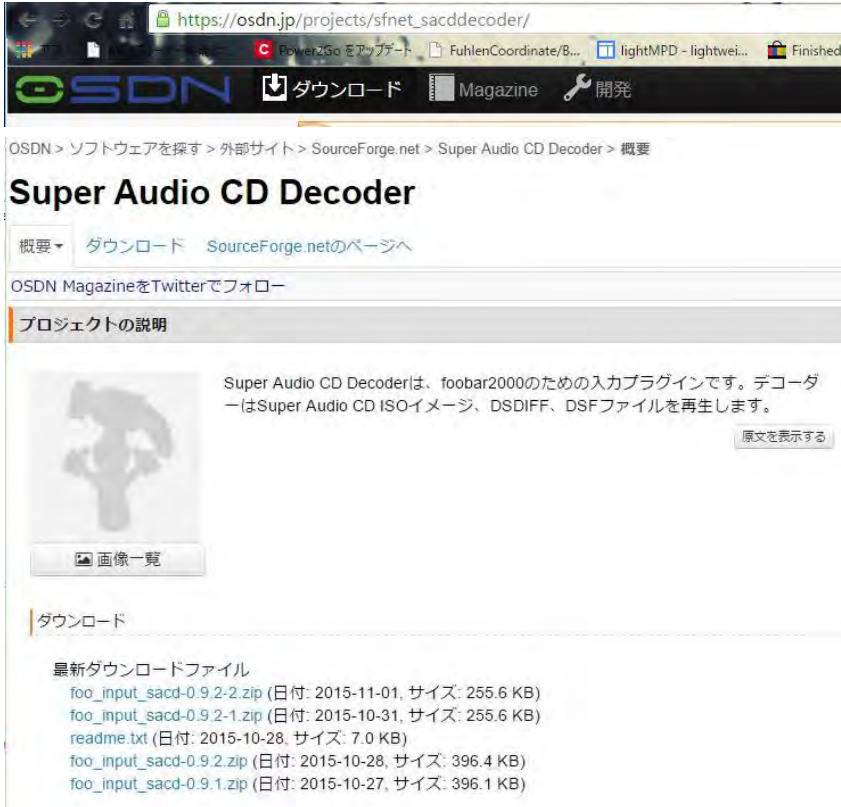 https://osdn.jp/projects/sfnet_sacddecoder/
Power2Go をアップデート
FuhlenCoordinate/B...
lightMPD - lightwei...
Finished
OSDN
ダウンロード
Magazine
開発
OSDN > ソフトウェアを探す > 外部サイト > SourceForge.net > Super Audio CD Decoder > 概要
Super Audio CD Decoder
概要
ダウンロード
SourceForge.netのページへ
OSDN MagazineをTwitterでフォロー
プロジェクトの説明
Super Audio CD Decoderは、foobar2000のための入力プラグインです。デコーダ
ーはSuper Audio CD ISOイメージ、DSDIFF、DSFファイルを再生します。
原文を表示する
画像一覧
ダウンロード
最新ダウンロードファイル
foo_input_sacd-0.9.2-2.zip (日付: 2015-11-01, サイズ: 255.6 KB)
foo_input_sacd-0.9.2-1.zip (日付: 2015-10-31, サイズ: 255.6 KB)
readme.txt (日付: 2015-10-28, サイズ: 7.0 KB)
foo_input_sacd-0.9.2.zip (日付: 2015-10-28, サイズ: 396.4 KB)
foo_input_sacd-0.9.1.zip (日付: 2015-10-27, サイズ: 396.1 KB)